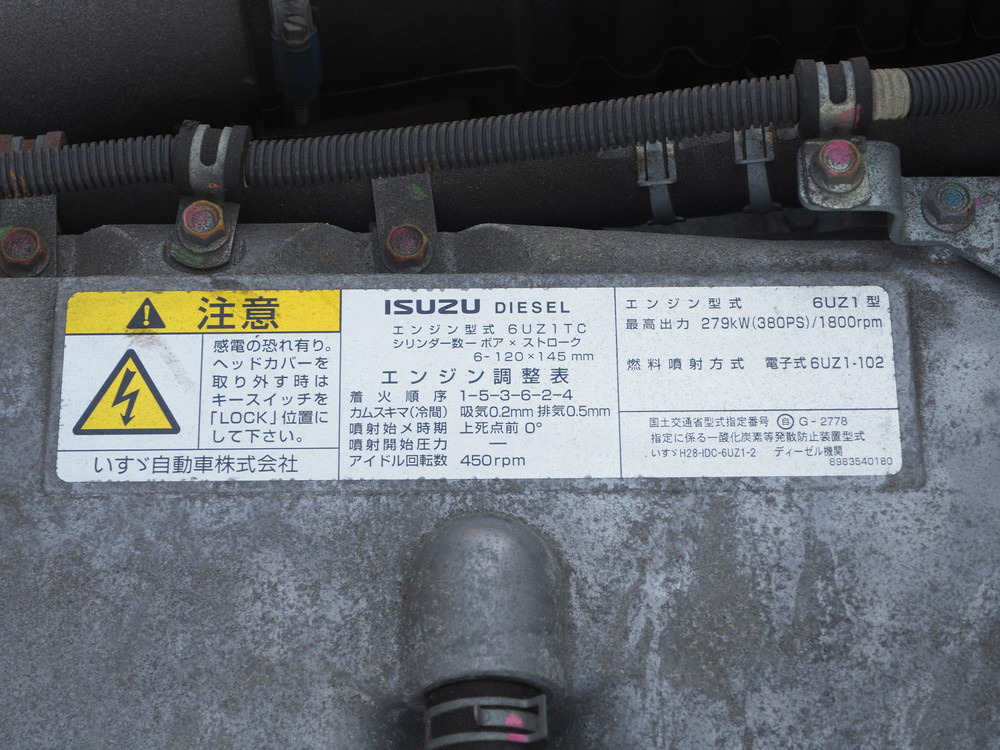 注意
感電の恐れ有り。
ヘッドカバーを
取り外す時は
キースイッチを
「LOCK」位置に
して下さい。
いすゞ自動車株式会社
ISUZU DIESEL
エンジン型式 6UZ1TC
シリンダー数ー ボア × ストローク
6-120×145mm
エンジン調整表
着火順序 1-5-3-6-2-4
カムスキマ(冷間) 吸気0.2mm 排気0.5mm
噴射始メ時期 上死点前 0°
噴射開始圧力 ―
アイドル回転数 450rpm
エンジン型式 6UZ1型
最高出力 279kW(380PS)/1800rpm
燃料噴射方式 電子式6UZ1-102
国土交通省型式指定番号 自 G-2778
指定に係る一酸化炭素等発散防止装置型式
いすゞH28-IDC-6UZ1-2 ディーゼル機関
8983540180